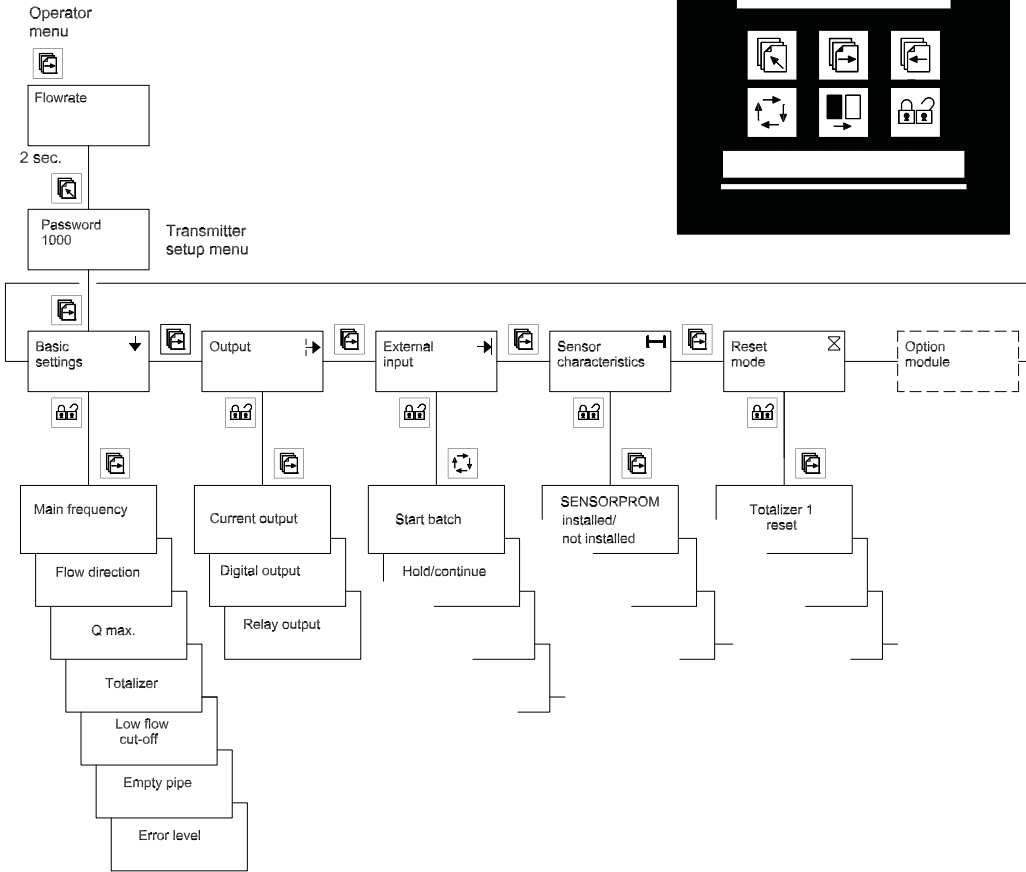 Operator
menu
Flowrate
2 sec.
Password
1000
Transmitter
setup menu
Basic
settings
Output
External
input
Sensor
characteristics
Reset
mode
Option
module
Main frequency
Flow direction
Q max.
Totalizer
Low flow
cut-off
Empty pipe
Error level
Current output
Digital output
Relay output
Start batch
Hold/continue
SENSORPROM
installed/
not installed
Totalizer 1
reset